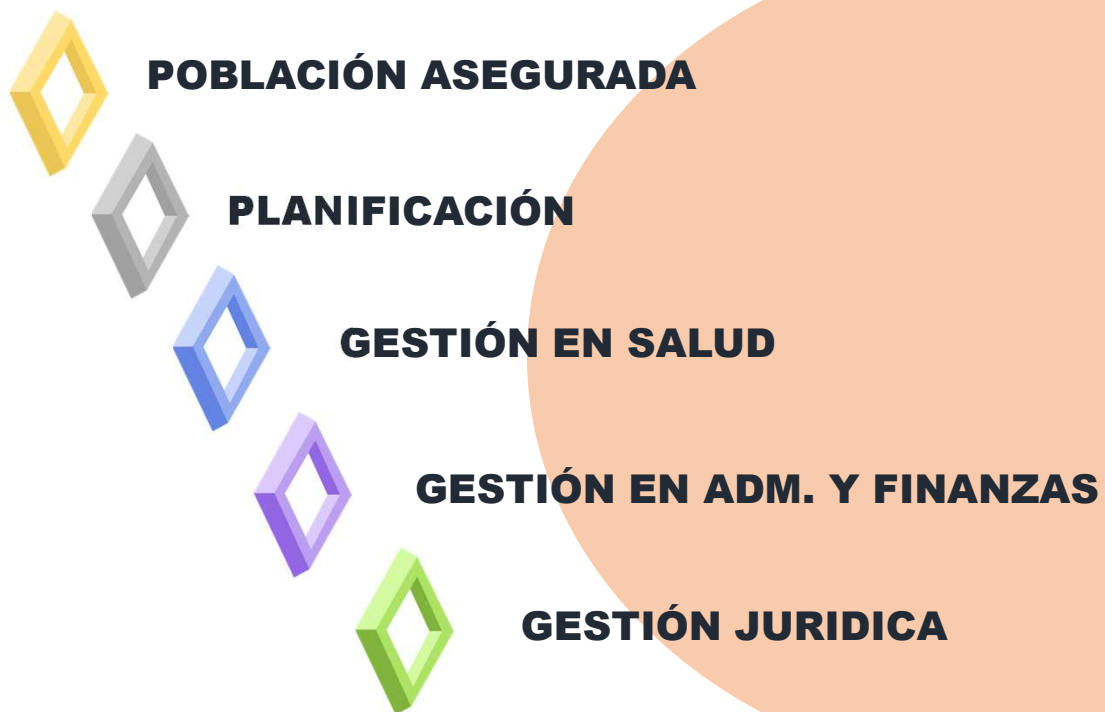 POBLACIÓN ASEGURADA
PLANIFICACIÓN
GESTIÓN EN SALUD
GESTIÓN EN ADM. Y FINANZAS
GESTIÓN JURIDICA